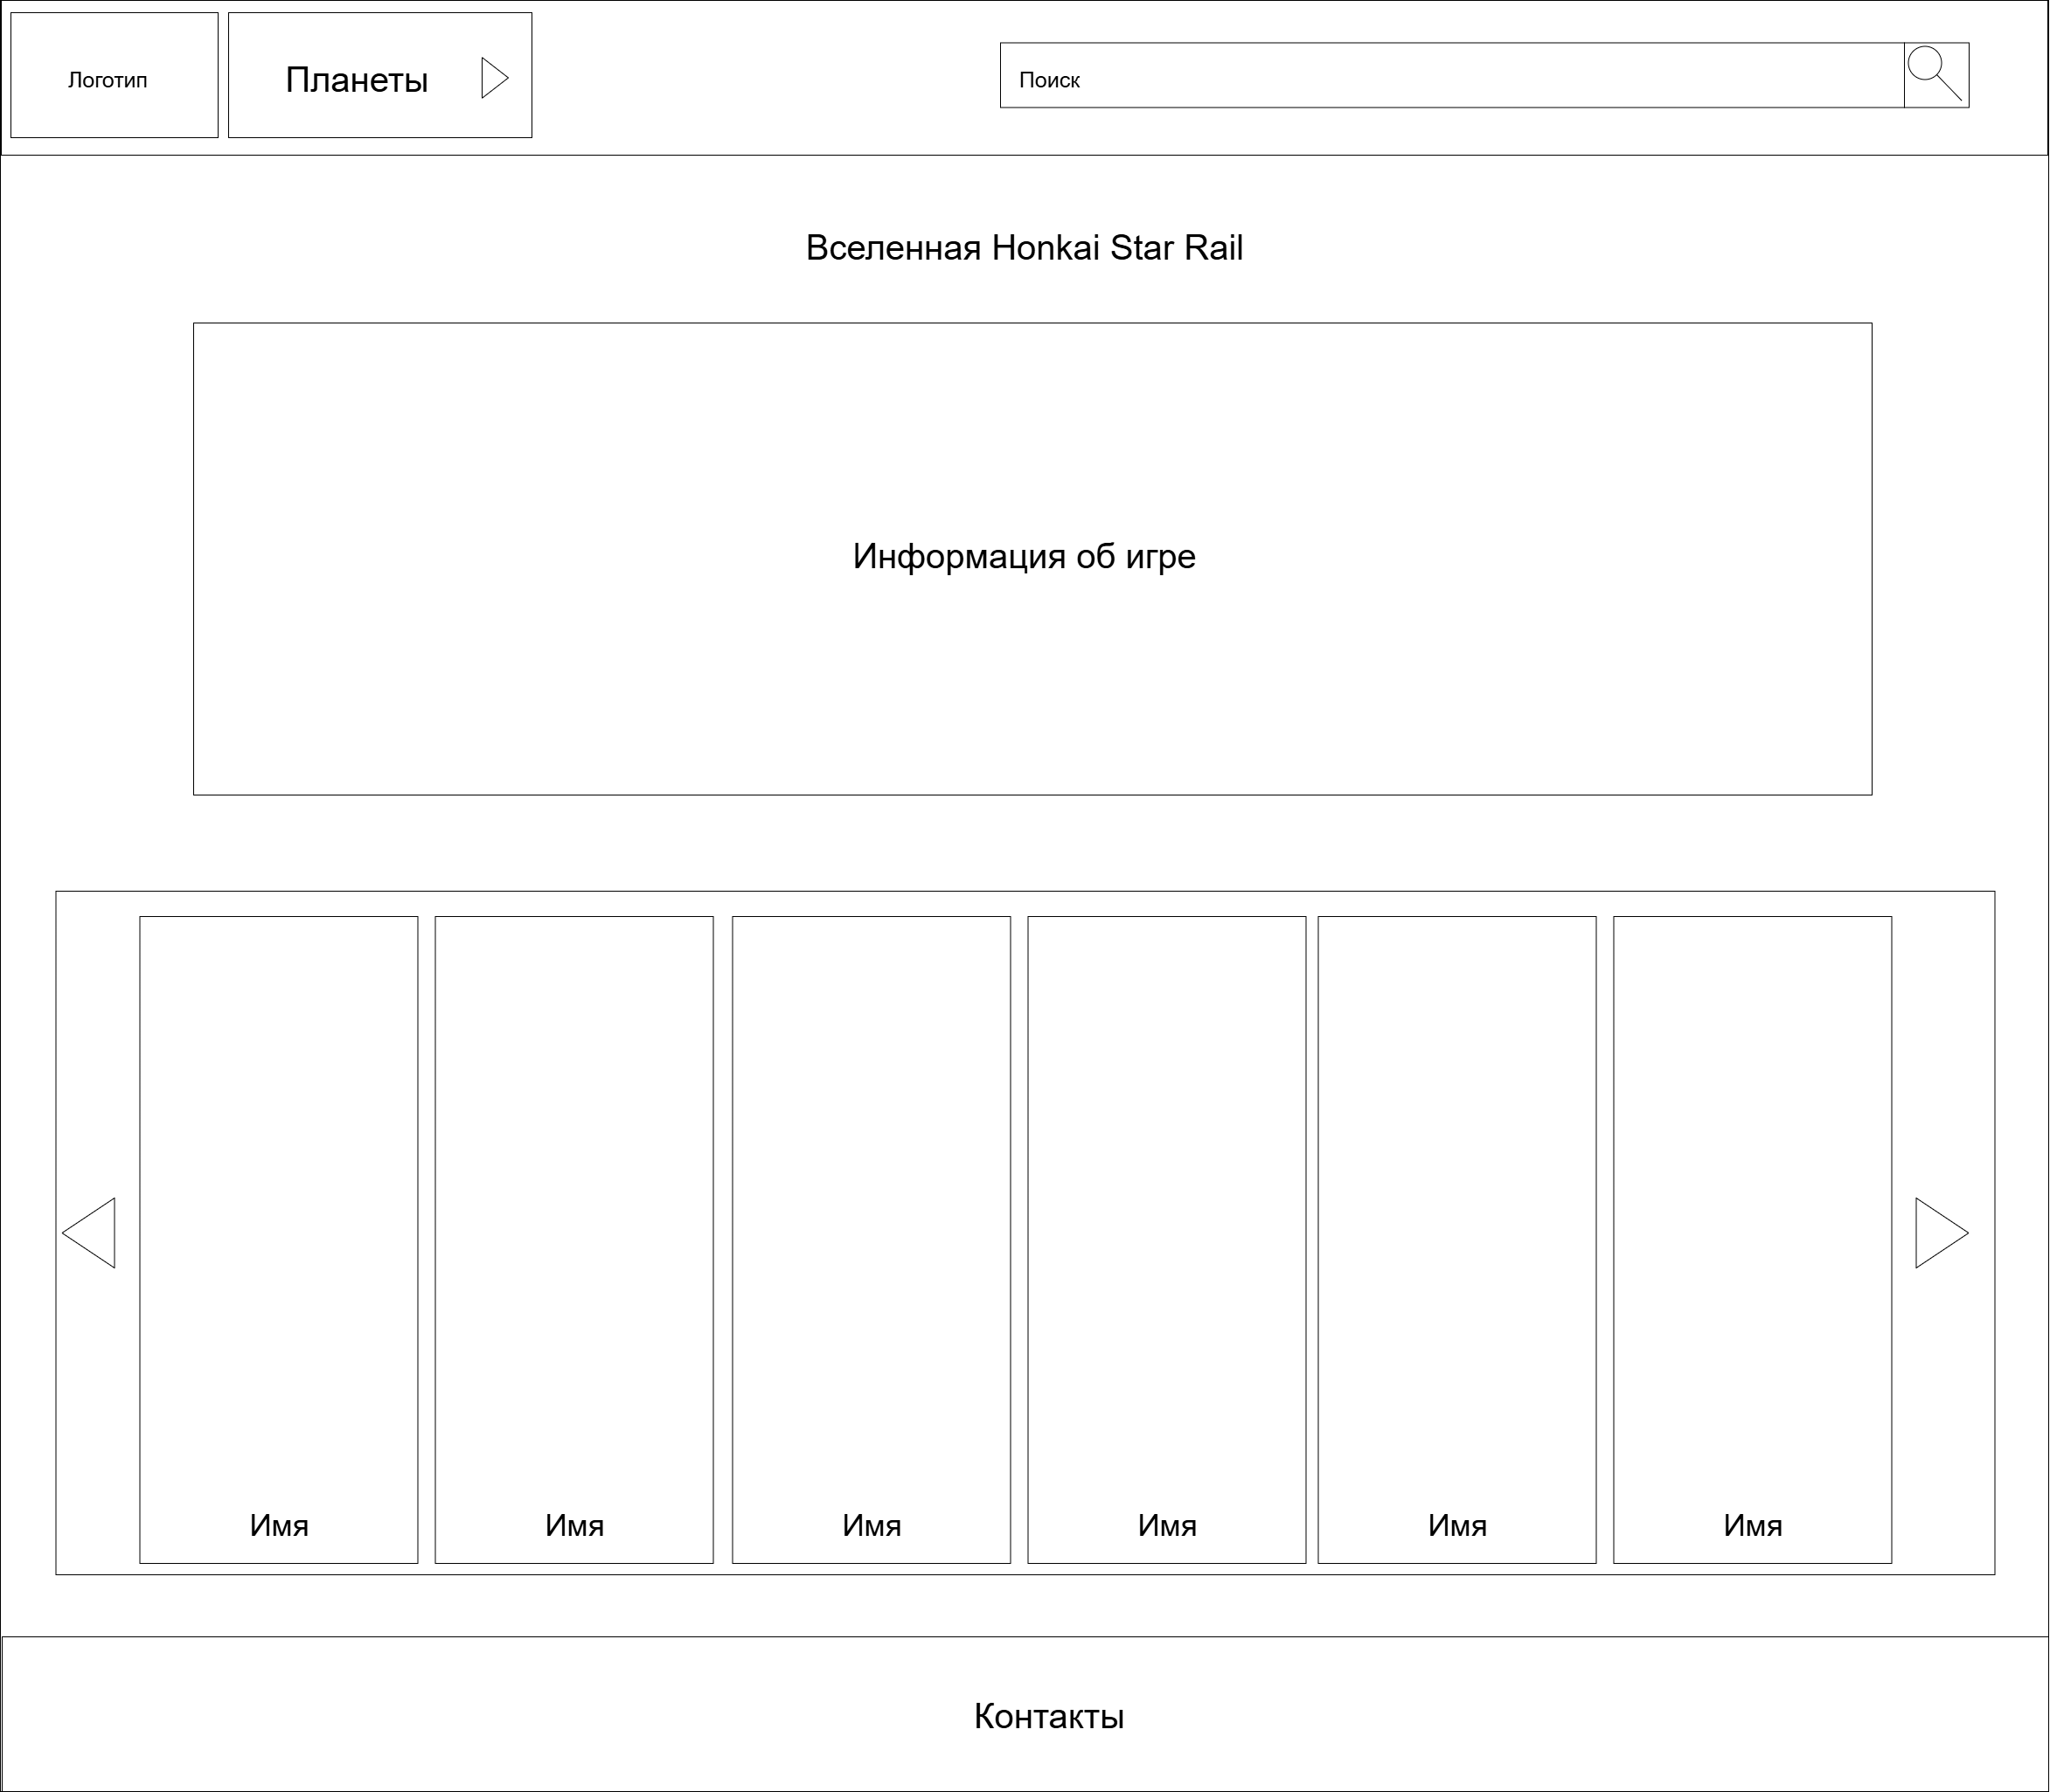 Логотип
Планеты
Поиск
Вселенная Honkai Star Rail
Информация об игре
Имя
Имя
Имя
Имя
Имя
Имя
Контакты